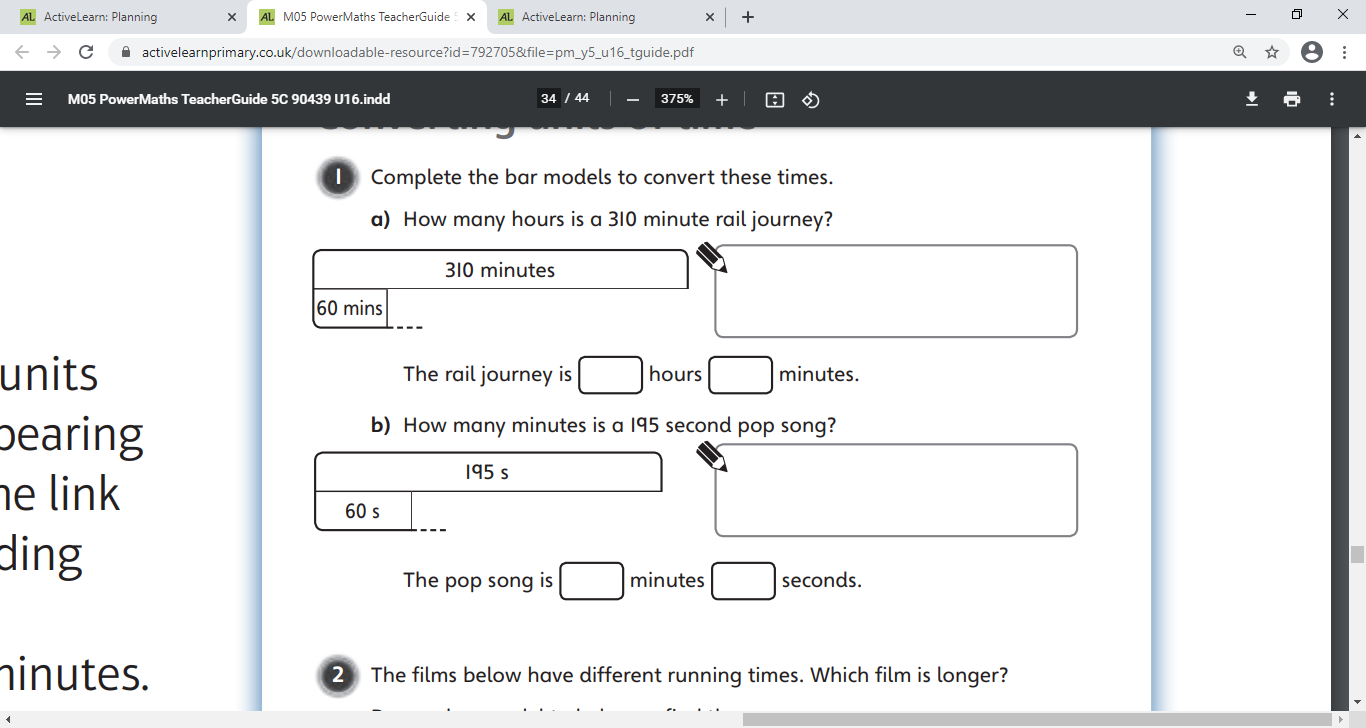 ActiveLearn: Planning
M05 PowerMaths TeacherGuide 5
ActiveLearn: Planning
activelearnprimary.co.uk/downloadable-resource?id=792705&file=pm_y5_u16_tguide.pdf
M05 PowerMaths TeacherGuide 5C 90439 U16.indd
34 / 44
375%
1 Complete the bar models to convert these times.
a) How many hours is a 310 minute rail journey?
310 minutes
60 mins
The rail journey is hours minutes.
b) How many minutes is a 195 second pop song?
195 s
60 s
The pop song is minutes seconds.
2 The films below have different running times. Which film is longer?
units
bearing
he link
ding
minutes.